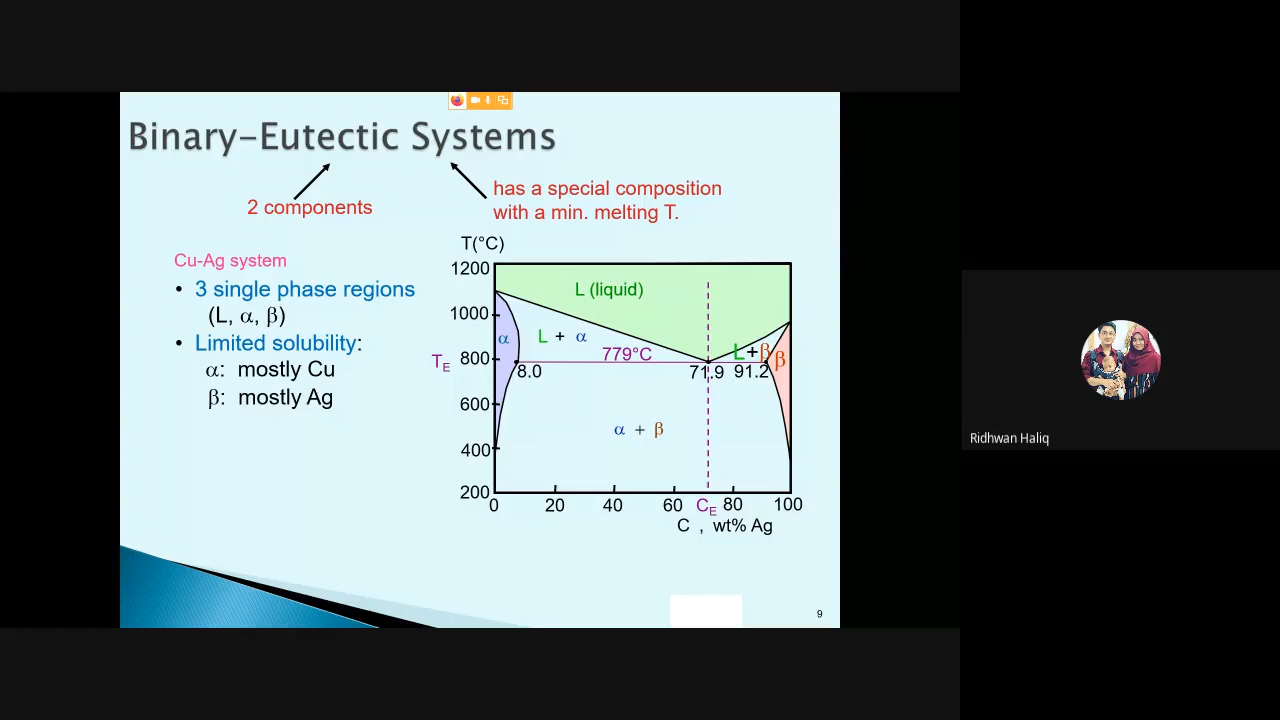 Binary-Eutectic Systems
2 components
has a special composition
with a min. melting T.
Cu-Ag system
• 3 single phase regions
(L, α, β)
• Limited solubility:
α: mostly Cu
β: mostly Ag
T(°C)
1200
1000
800
600
400
200
TE
L (liquid)
α
L + α
779°C
L+β
β
8.0
71.9
91.2
α + β
0
20
40
60
CE
80
100
C , wt% Ag
9
Ridhwan Haliq